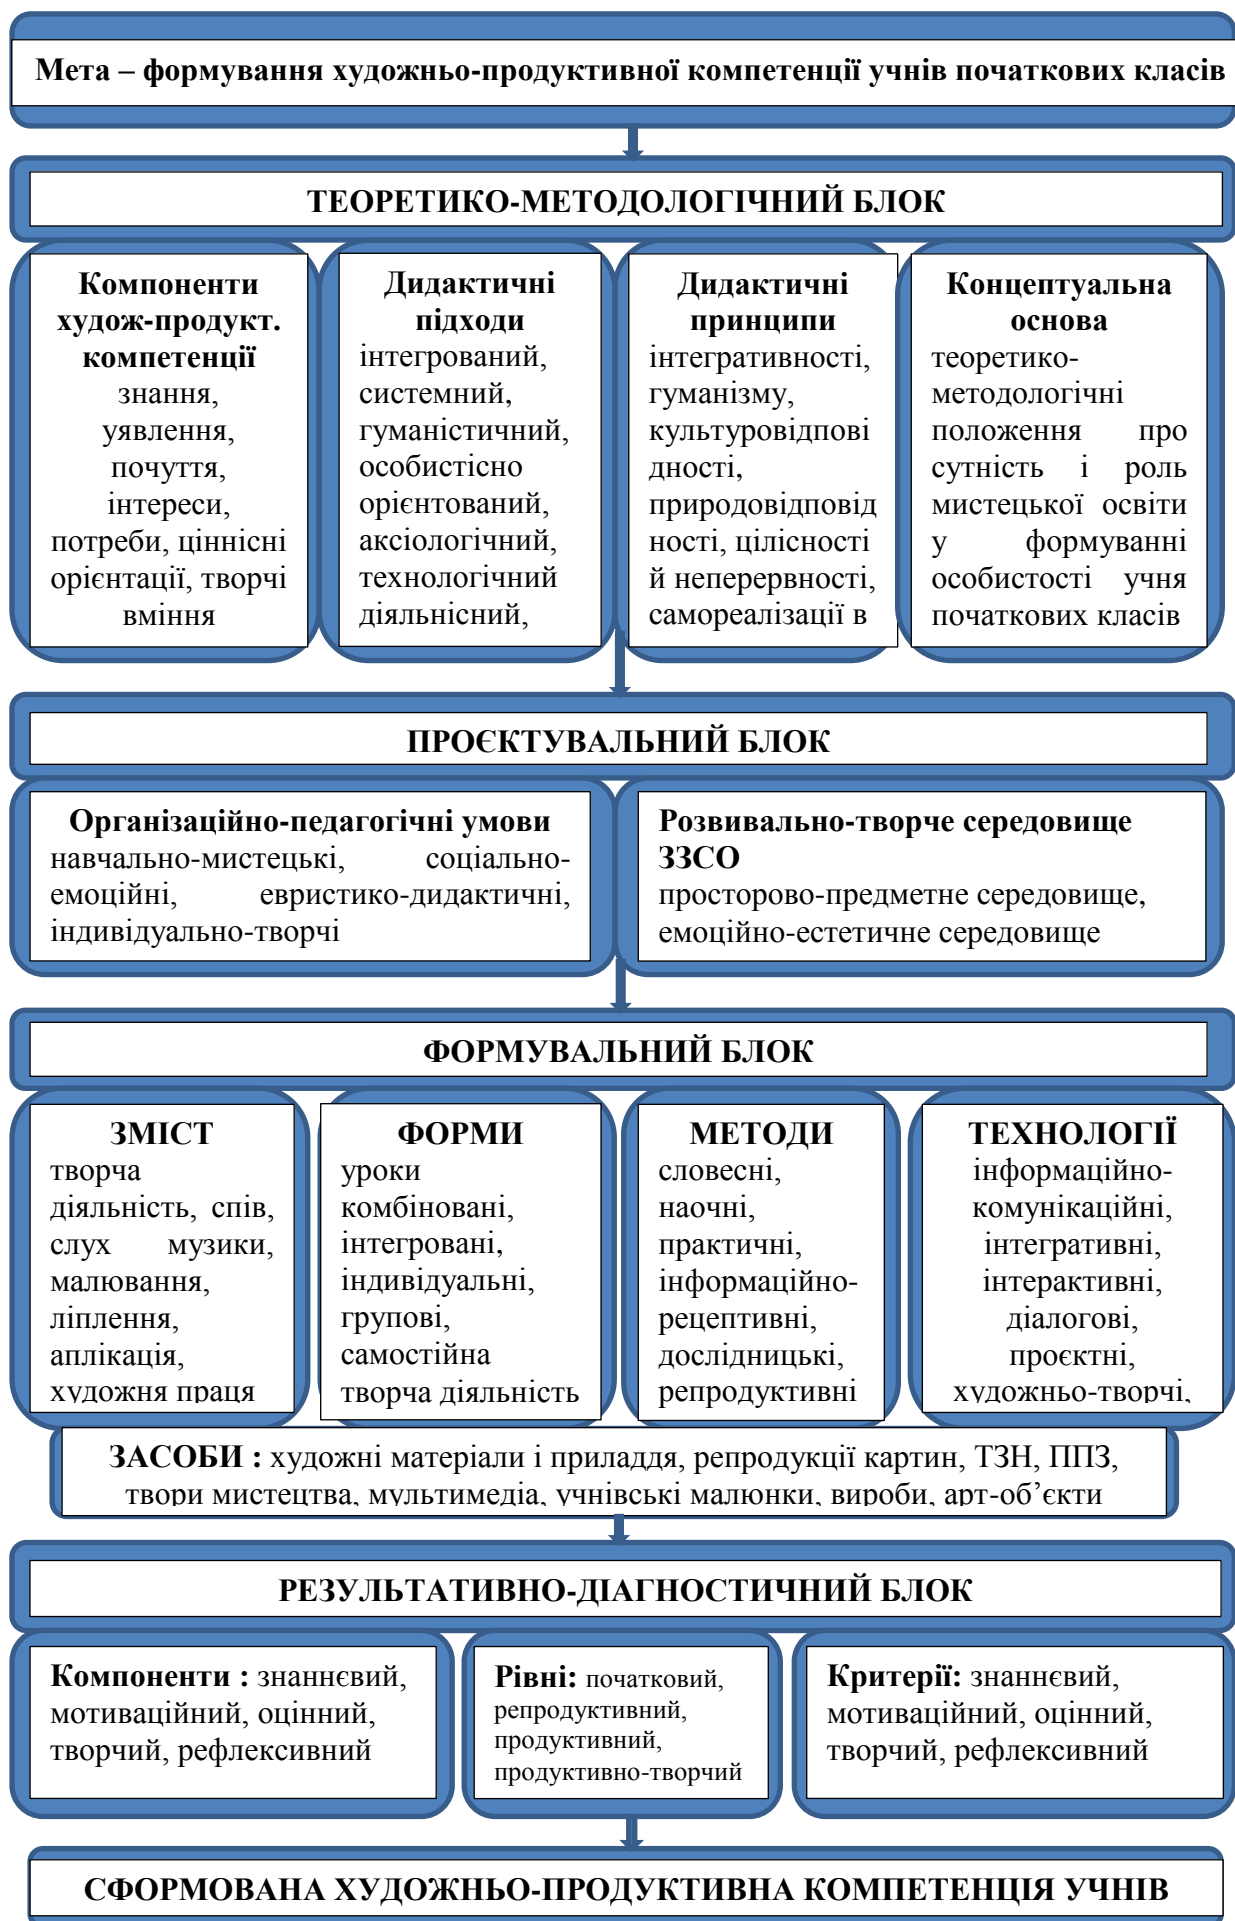 Мета – формування художньо-продуктивної компетенції учнів початкових класів
ТЕОРЕТИКО-МЕТОДОЛОГІЧНИЙ БЛОК
Компоненти
худож-продукт.
компетенції
знання,
уявлення,
почуття,
інтереси,
потреби, ціннісні
орієнтації, творчі
вміння
Дидактичні
підходи
інтегрований,
системний,
гуманістичний,
особистісно
орієнтований,
аксіологічний,
технологічний
діяльнісний,
Дидактичні
принципи
інтегративності,
гуманізму,
культуровідпові
дності,
природовідповід
ності, цілісності
й неперервності,
самореалізації в
Концептуальна
основа
теоретико-
методологічні
положення про
сутність і роль
мистецької освіти
у формуванні
особистості учня
початкових класів
ПРОЄКТУВАЛЬНИЙ БЛОК
Організаційно-педагогічні умови
навчально-мистецькі, соціально-
емоційні, евристико-дидактичні,
індивідуально-творчі
Розвивально-творче середовище
ЗЗСО
просторово-предметне середовище,
емоційно-естетичне середовище
ФОРМУВАЛЬНИЙ БЛОК
ЗМІСТ
творча
діяльність, спів,
слух музики,
малювання,
ліплення,
аплікація,
художня праця
ФОРМИ
уроки
комбіновані,
інтегровані,
індивідуальні,
групові,
самостійна
творча діяльність
МЕТОДИ
словесні,
наочні,
практичні,
інформаційно-
рецептивні,
дослідницькі,
репродуктивні
ТЕХНОЛОГІЇ
інформаційно-
комунікаційні,
інтегративні,
інтерактивні,
діалогові,
проєктні,
художньо-творчі,
ЗАСОБИ : художні матеріали і приладдя, репродукції картин, ТЗН, ППЗ,
твори мистецтва, мультимедіа, учнівські малюнки, вироби, арт-об’єкти
РЕЗУЛЬТАТИВНО-ДІАГНОСТИЧНИЙ БЛОК
Компоненти : знаннєвий,
мотиваційний, оцінний,
творчий, рефлексивний
Рівні: початковий,
репродуктивний,
продуктивний,
продуктивно-творчий
Критерії: знаннєвий,
мотиваційний, оцінний,
творчий, рефлексивний
СФОРМОВАНА ХУДОЖНЬО-ПРОДУКТИВНА КОМПЕТЕНЦІЯ УЧНІВ